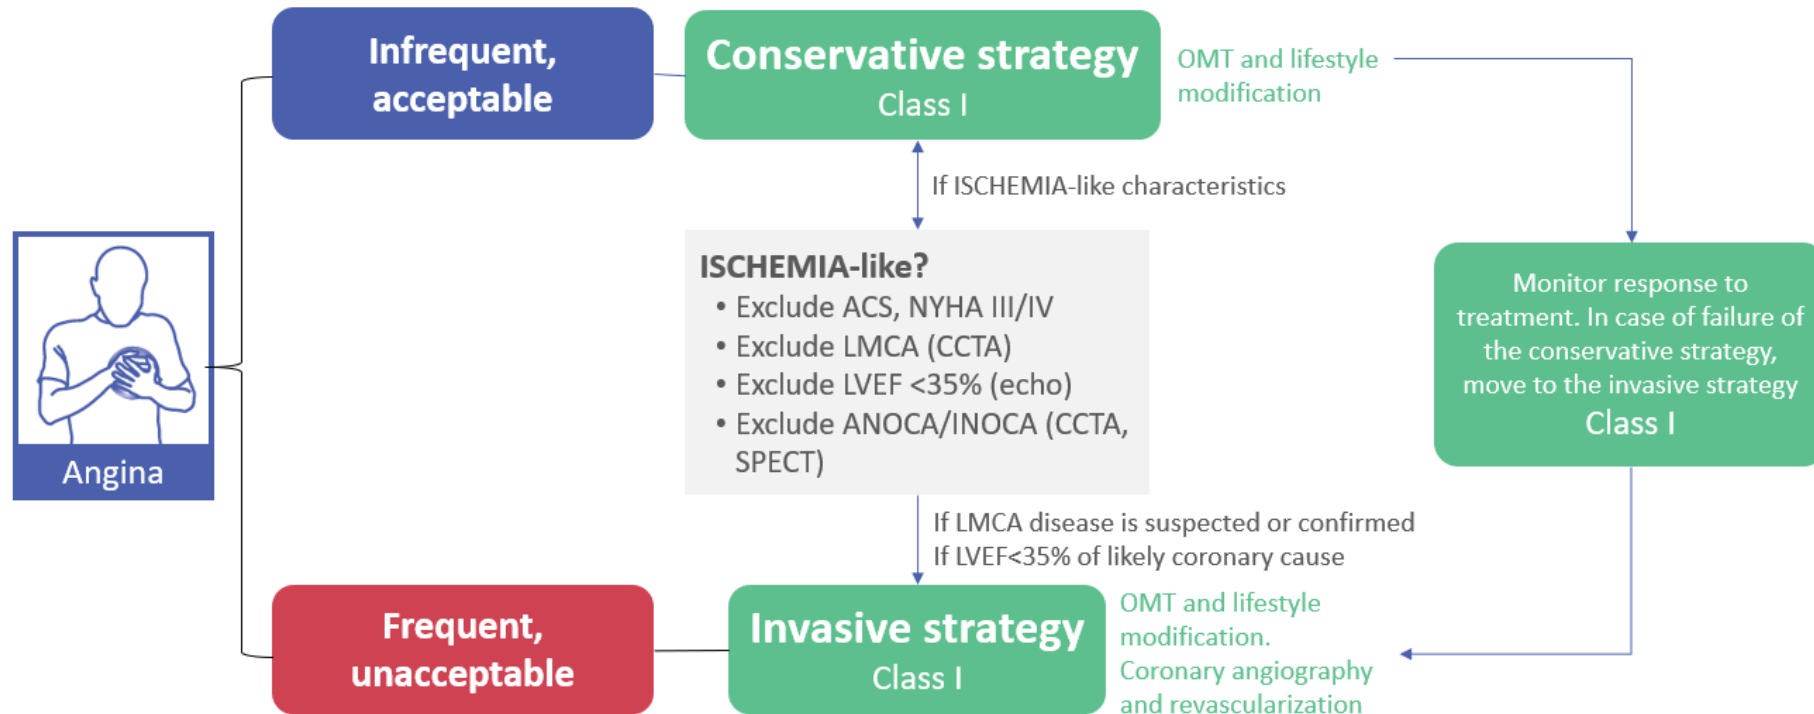 Infrequent,
acceptable
Conservative strategy
Class I
OMT and lifestyle
modification
If ISCHEMIA-like characteristics
ISCHEMIA-like?
• Exclude ACS, NYHA III/IV
• Exclude LMCA (CCTA)
• Exclude LVEF <35% (echo)
• Exclude ANOCA/INOCA (CCTA,
SPECT)
Monitor response to
treatment. In case of failure of
the conservative strategy,
move to the invasive strategy
Class I
Angina
If LMCA disease is suspected or confirmed
If LVEF<35% of likely coronary cause
Frequent,
unacceptable
Invasive strategy
Class I
OMT and lifestyle
modification.
Coronary angiography
and revascularization